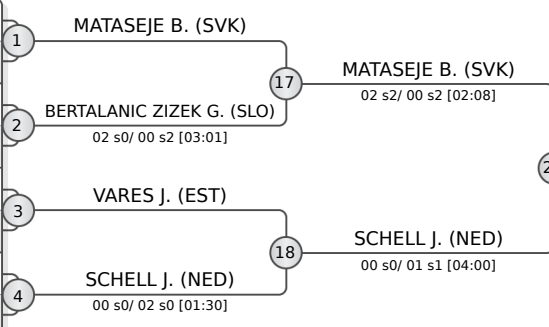 MATASEJE B. (SVK)
1
17
MATASEJE B. (SVK)
02 s2/ 00 s2 [02:08]
2
BERTALANIC ZIZEK G. (SLO)
02 s0/ 00 s2 [03:01]
VARES J. (EST)
3
18
SCHELL J. (NED)
00 s0/ 01 s1 [04:00]
4
SCHELL J. (NED)
00 s0/ 02 s0 [01:30]